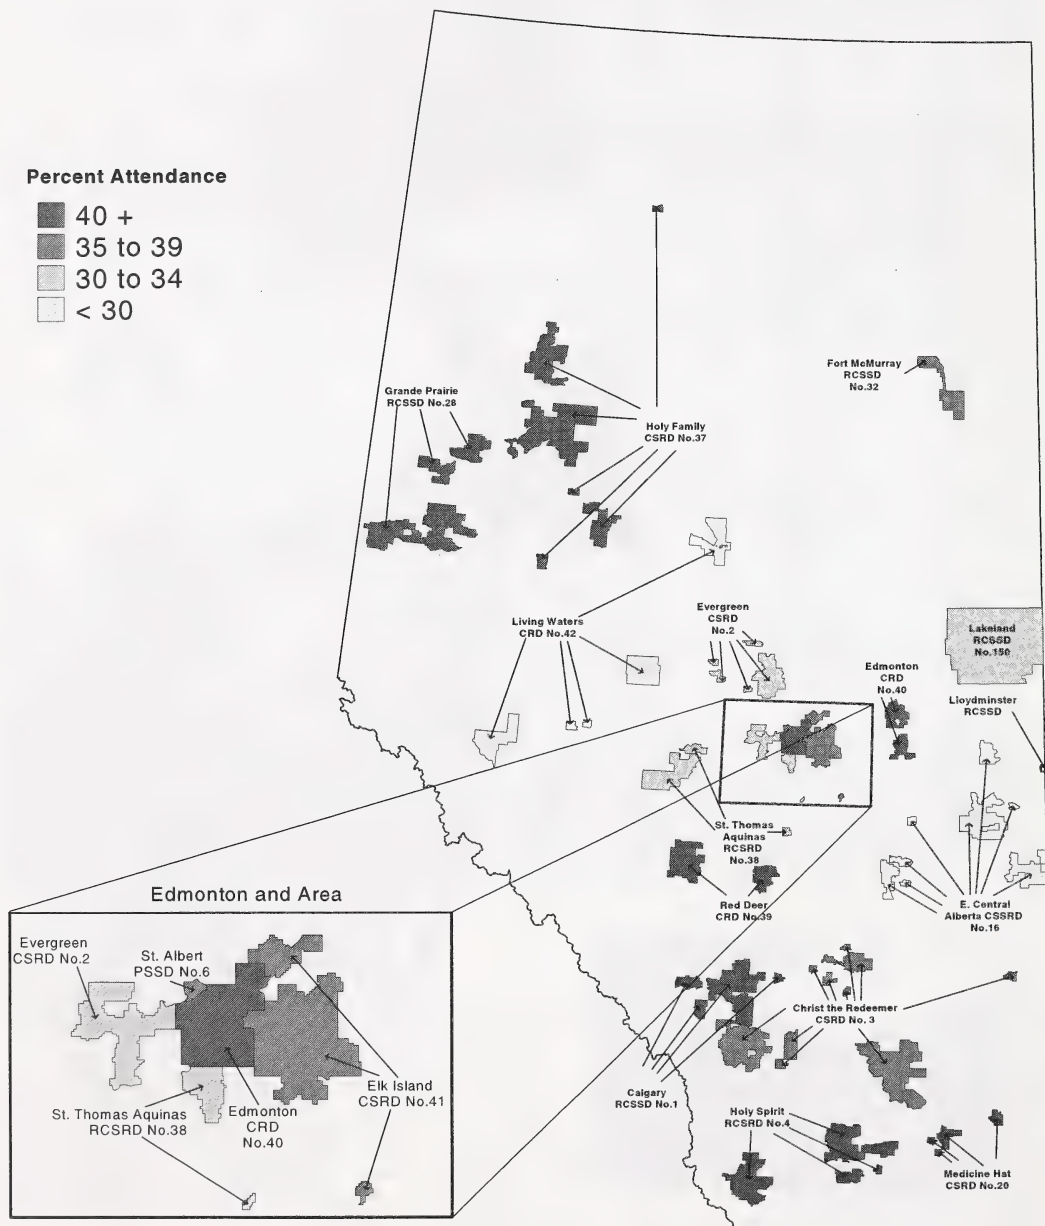 Percent Attendance
40 +
35 to 39
30 to 34
< 30
Fort McMurray
RCSSD
No.32
Grande Prairie
RCSSD No.28
Holy Family
CSRD No.37
Living Waters
CRD No.42
Evergreen
CSRD
No.2
Lakeland
RCSSD
No.150
Edmonton
CRD
No.40
Lloydminster
RCSSD
St. Thomas
Aquinas
RCSRD
No.38
Red Deer
CRD No.39
E. Central
Alberta CSSRD
No.16
Edmonton and Area
Evergreen
CSRD No.2
St. Albert
PSSD No.6
Elk Island
CSRD No.41
St. Thomas Aquinas
RCSRD No.38
Edmonton
CRD
No.40
Christ the Redeemer
CSRD No. 3
Calgary
RCSSD No.1
Holy Spirit
RCSRD No.4
Medicine Hat
CSRD No.20